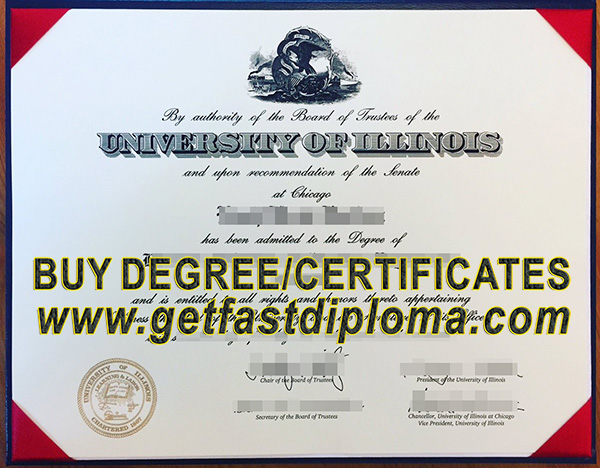 By authority of the Board of Trustees of the
UNIVERSITY OF ILLINOIS
and upon recommendation of the Senate
at Chicago
has been admitted to the Degree of
BUY DEGREE/CERTIFICATES
and is entitled to all rights and honors thereto appertaining
www.getfastdiploma.com
Chair of the Board of Trustees
President of the University of Illinois
Secretary of the Board of Trustees
Chancellor, University of Illinois at Chicago
Vice President, University of Illinois
UNIVERSITY OF ILLINOIS
LEARNING & LABOR
CHARTERED 1867